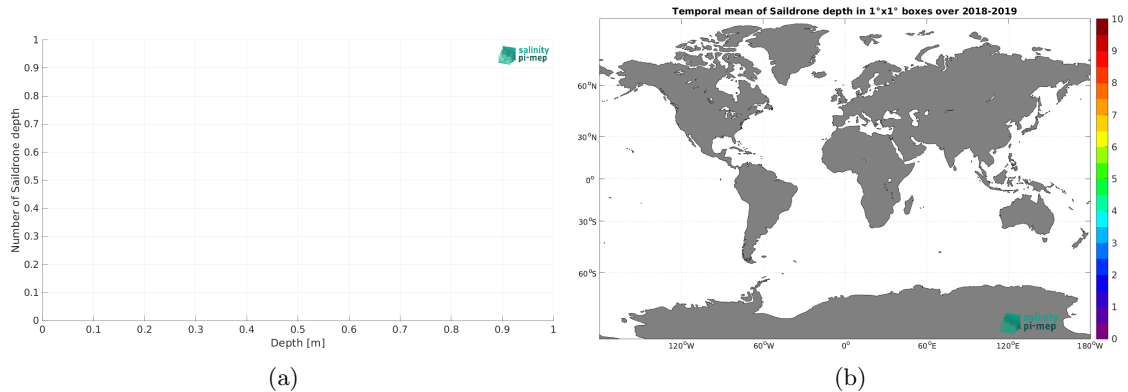 1
0.9
0.8
0.7
0.6
0.5
0.4
0.3
0.2
0.1
0
Number of Saildrone depth
0 0.1 0.2 0.3 0.4 0.5 0.6 0.7 0.8 0.9 1
Depth [m]
salinity
pi-mep
(a)
Temporal mean of Saildrone depth in 1°x1° boxes over 2018-2019
60°N
30°N
0°
30°S
60°S
120°W 60°W 0° 60°E 120°E 180°W
10
9
8
7
6
5
4
3
2
1
0
salinity
pi-mep
(b)